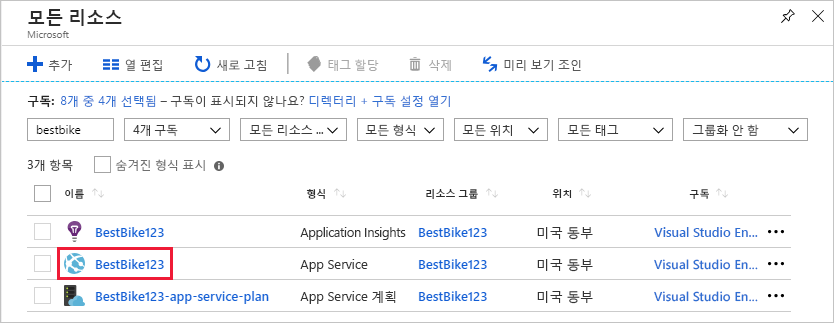 모든 리소스
Microsoft
추가 열 편집 새로 고침 태그 할당 삭제 미리 보기 조인
구독: 8개 중 4개 선택됨 – 구독이 표시되지 않나요? 디렉터리 + 구독 설정 열기
bestbike 4개 구독 모든 리소스 ... 모든 형식 모든 위치 모든 태그 그룹화 안 함
3개 항목 숨겨진 형식 표시
이름 형식 리소스 그룹 위치 구독
BestBike123 Application Insights BestBike123 미국 동부 Visual Studio En... •••
BestBike123 App Service BestBike123 미국 동부 Visual Studio En... •••
BestBike123-app-service-plan App Service 계획 BestBike123 미국 동부 Visual Studio En... •••